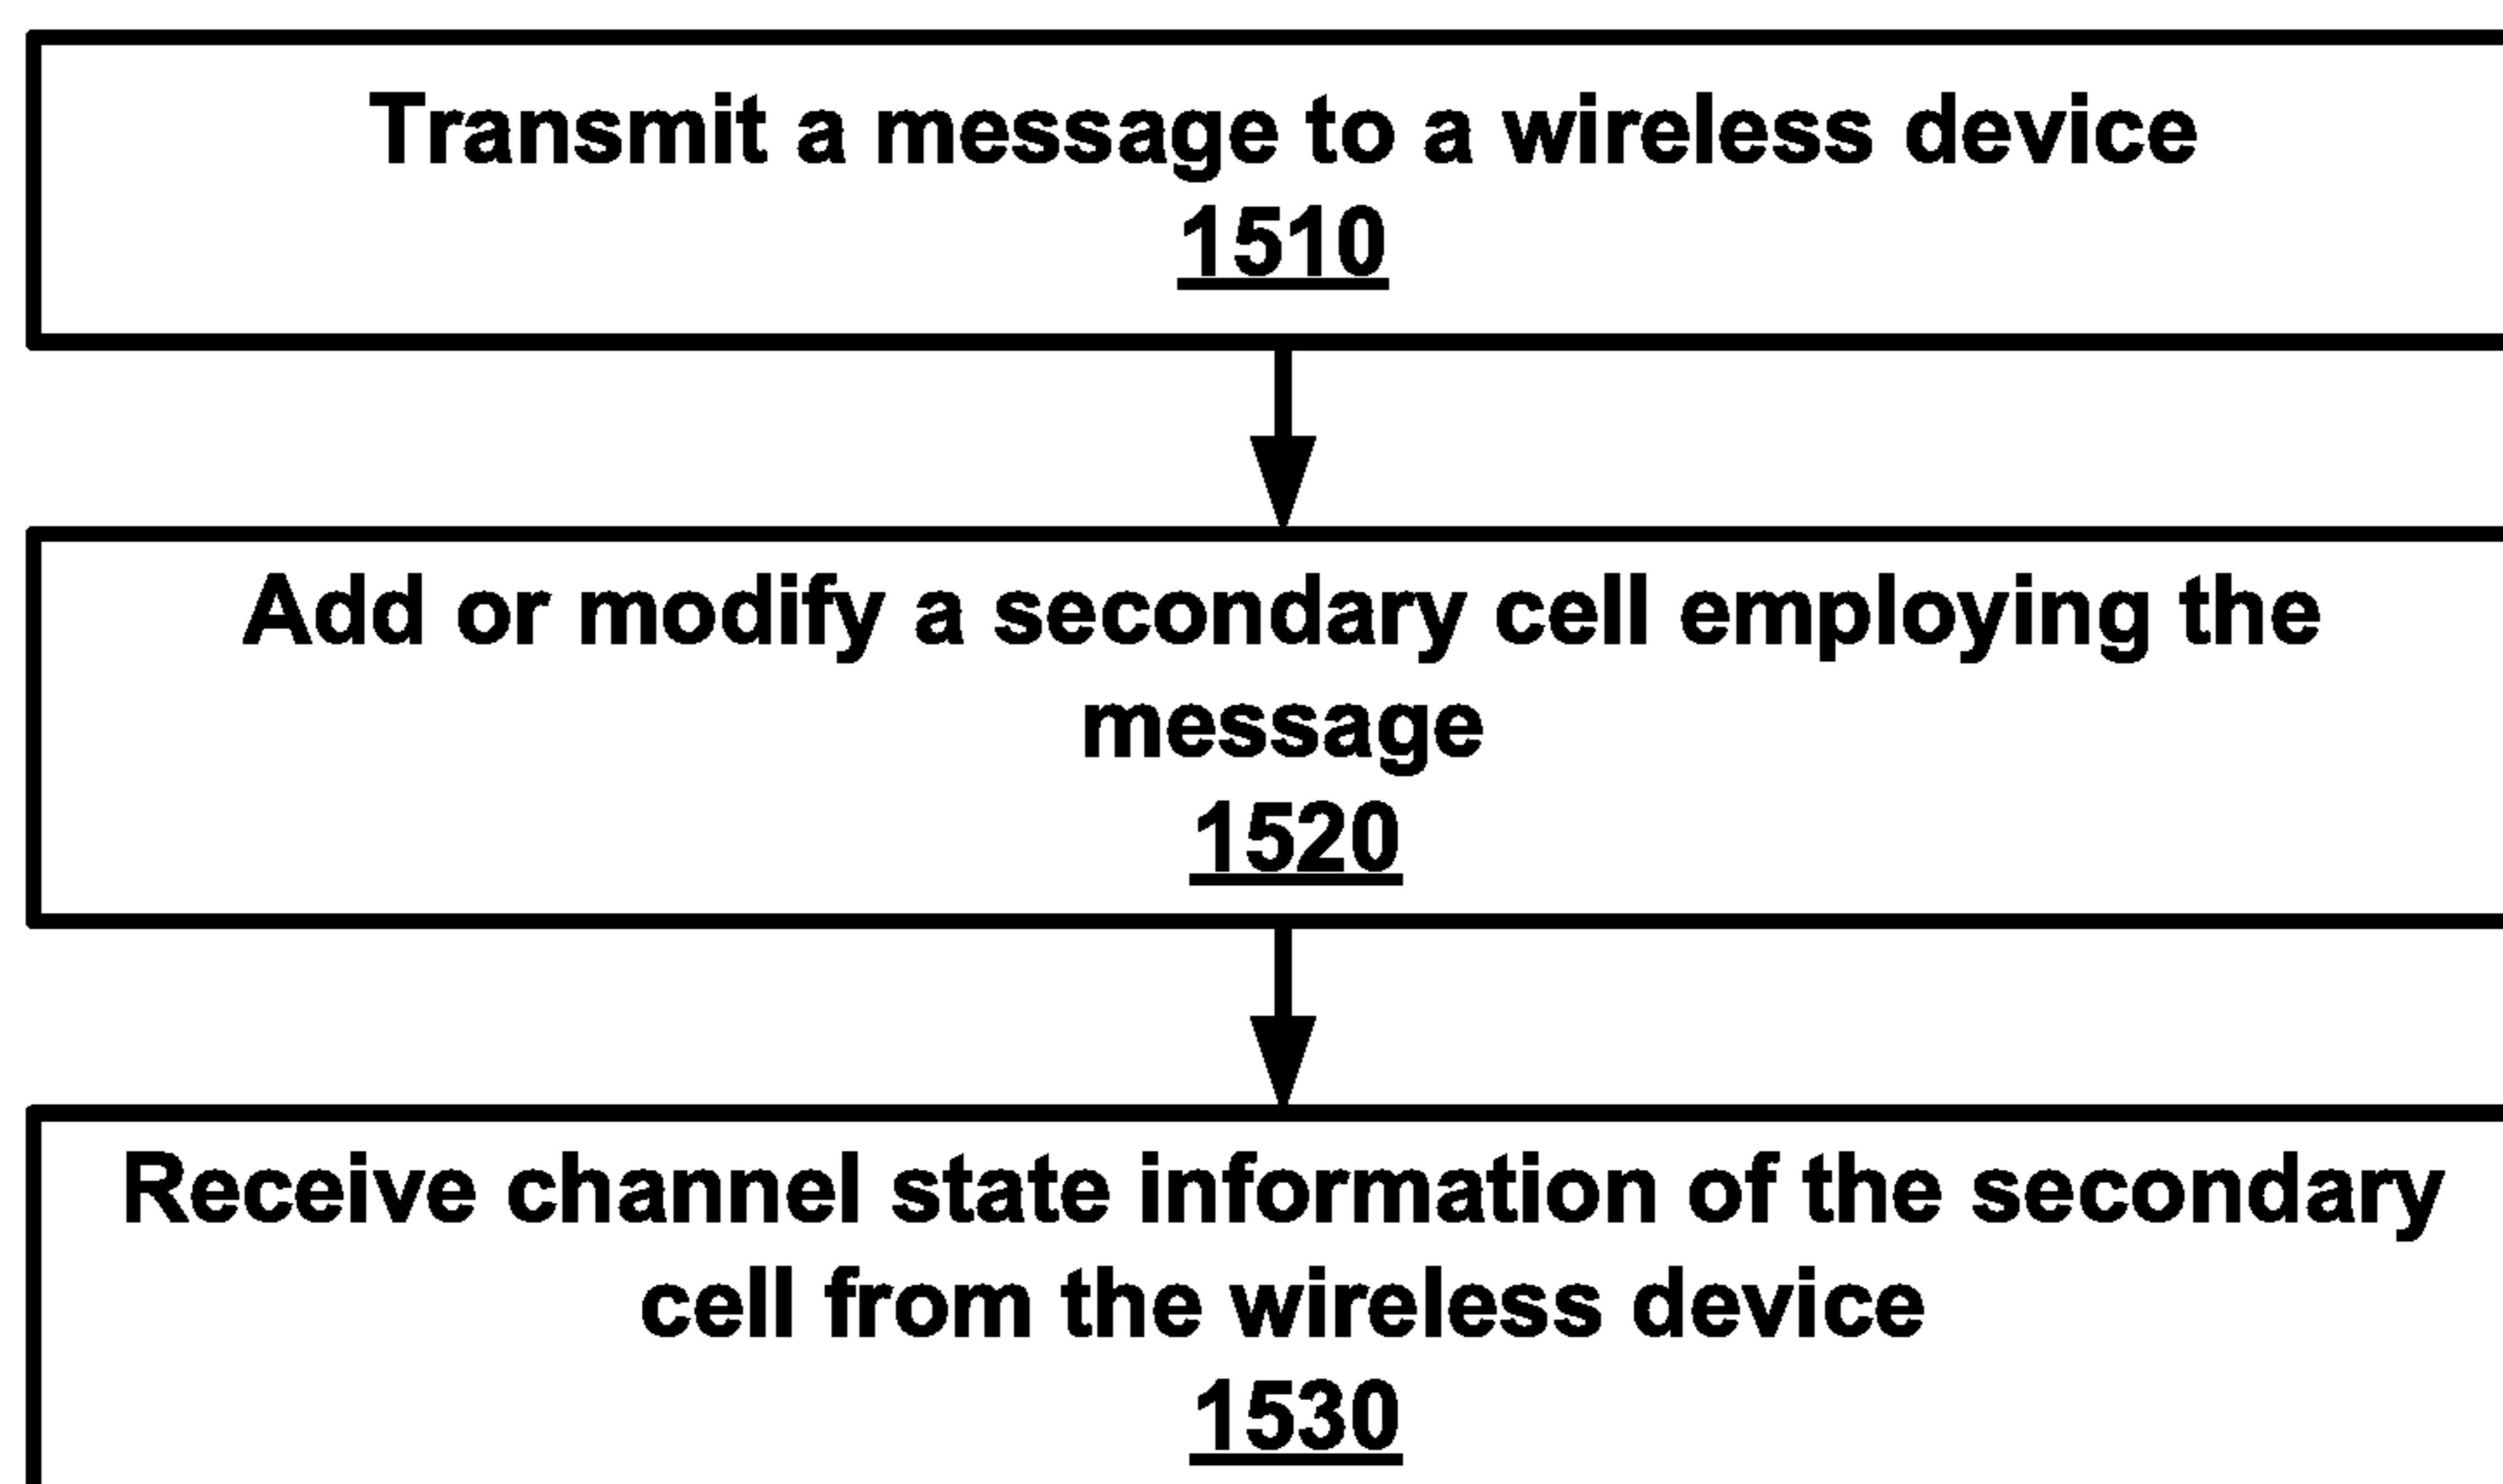 Transmit a message to a wireless device
1510
Add or modify a secondary cell employing the
message
1520
Receive channel state information of the secondary
cell from the wireless device
1530